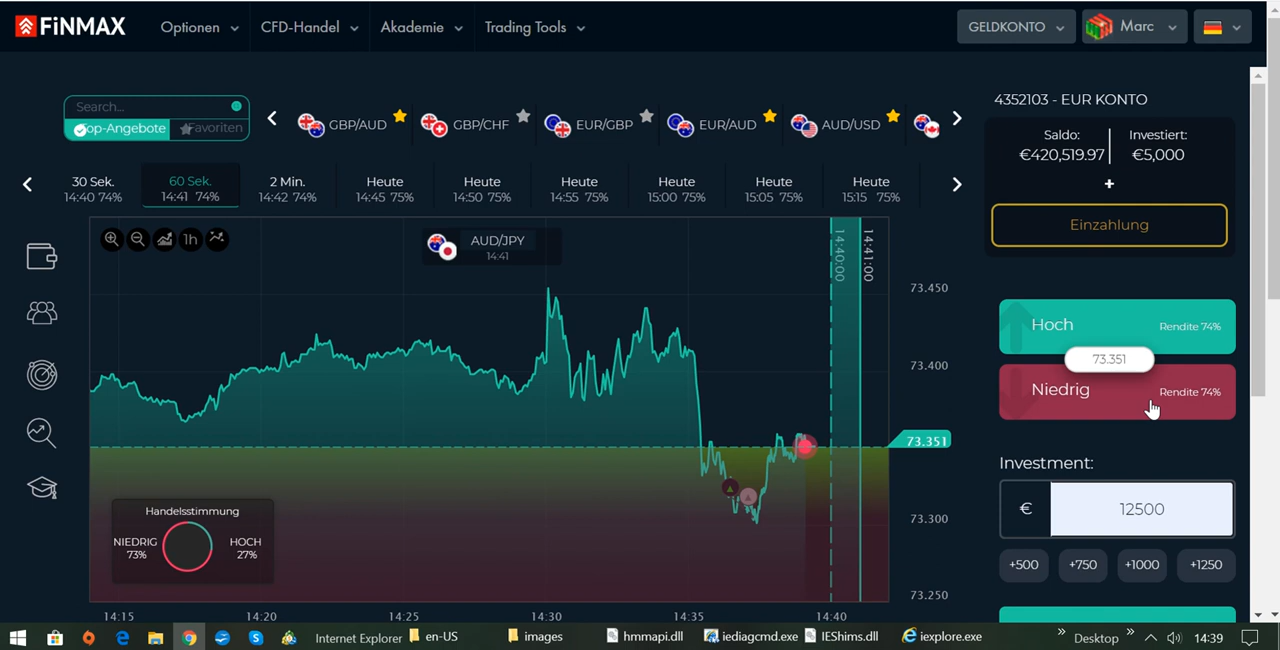 FiNMAX
Optionen
CFD-Handel
Akademie
Trading Tools
GELDKONTO
Marc
Search...
Top-Angebote
Favoriten
GBP/AUD
GBP/CHF
EUR/GBP
EUR/AUD
AUD/USD
30 Sek.
14:40 74%
60 Sek.
14:41 74%
2 Min.
14:42 74%
Heute
14:45 75%
Heute
14:50 75%
Heute
14:55 75%
Heute
15:00 75%
Heute
15:05 75%
Heute
15:15 75%
1h
AUD/JPY
14:41
14:40:00
14:41:00
73.450
73.400
73.351
73.300
73.250
Handelsstimmung
NIEDRIG
73%
HOCH
27%
14:15
14:20
14:25
14:30
14:35
14:40
4352103 - EUR KONTO
Saldo:
€420,519.97
Investiert:
€5,000
+
Einzahlung
Hoch
Rendite 74%
73.351
Niedrig
Rendite 74%
Investment:
€
12500
+500
+750
+1000
+1250
Internet Explorer
en-US
images
hmmapi.dll
iediagcmd.exe
IEShims.dll
iexplore.exe
Desktop
14:39